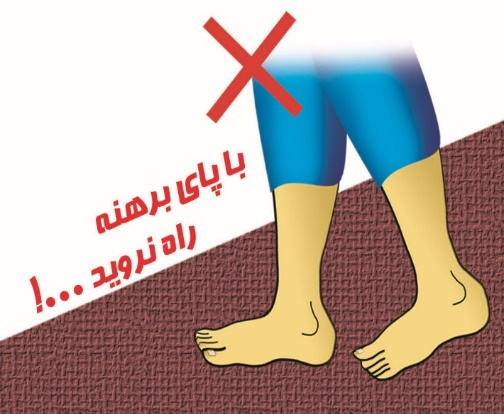 با پای برهنه
راه نروید ...!